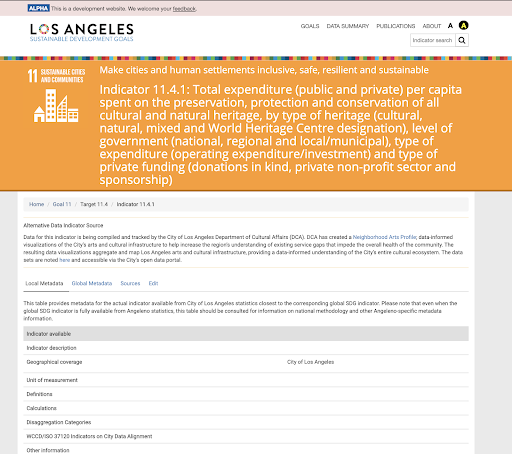 ALPHA This is a development website. We welcome your feedback.
LOS ANGELES
SUSTAINABLE DEVELOPMENT GOALS
GOALS DATA SUMMARY PUBLICATIONS ABOUT A A
Indicator search
11 SUSTAINABLE CITIES
AND COMMUNITIES
Make cities and human settlements inclusive, safe, resilient and sustainable
Indicator 11.4.1: Total expenditure (public and private) per capita
spent on the preservation, protection and conservation of all
cultural and natural heritage, by type of heritage (cultural,
natural, mixed and World Heritage Centre designation), level of
government (national, regional and local/municipal), type of
expenditure (operating expenditure/investment) and type of
private funding (donations in kind, private non-profit sector and
sponsorship)
Home / Goal 11 / Target 11.4 / Indicator 11.4.1
Alternative Data Indicator Source
Data for this indicator is being compiled and tracked by the City of Los Angeles Department of Cultural Affairs (DCA). DCA has created a Neighborhood Arts Profile; data-informed
visualizations of the City's arts and cultural infrastructure to help increase the region's understanding of existing service gaps that impede the overall health of the community. The
resulting data visualizations aggregate and map Los Angeles arts and cultural infrastructure, providing a data-informed understanding of the City's entire cultural ecosystem. The data
sets are noted here and accessible via the City's open data portal.
Local Metadata Global Metadata Sources Edit
This table provides metadata for the actual indicator available from City of Los Angeles statistics closest to the corresponding global SDG indicator. Please note that even when the
global SDG indicator is fully available from Angeleno statistics, this table should be consulted for information on national methodology and other Angeleno-specific metadata
information.
Indicator available
Indicator description
Geographical coverage City of Los Angeles
Unit of measurement
Definitions
Calculations
Disaggregation Categories
WCCD/ISO 37120 Indicators on City Data Alignment
Other information